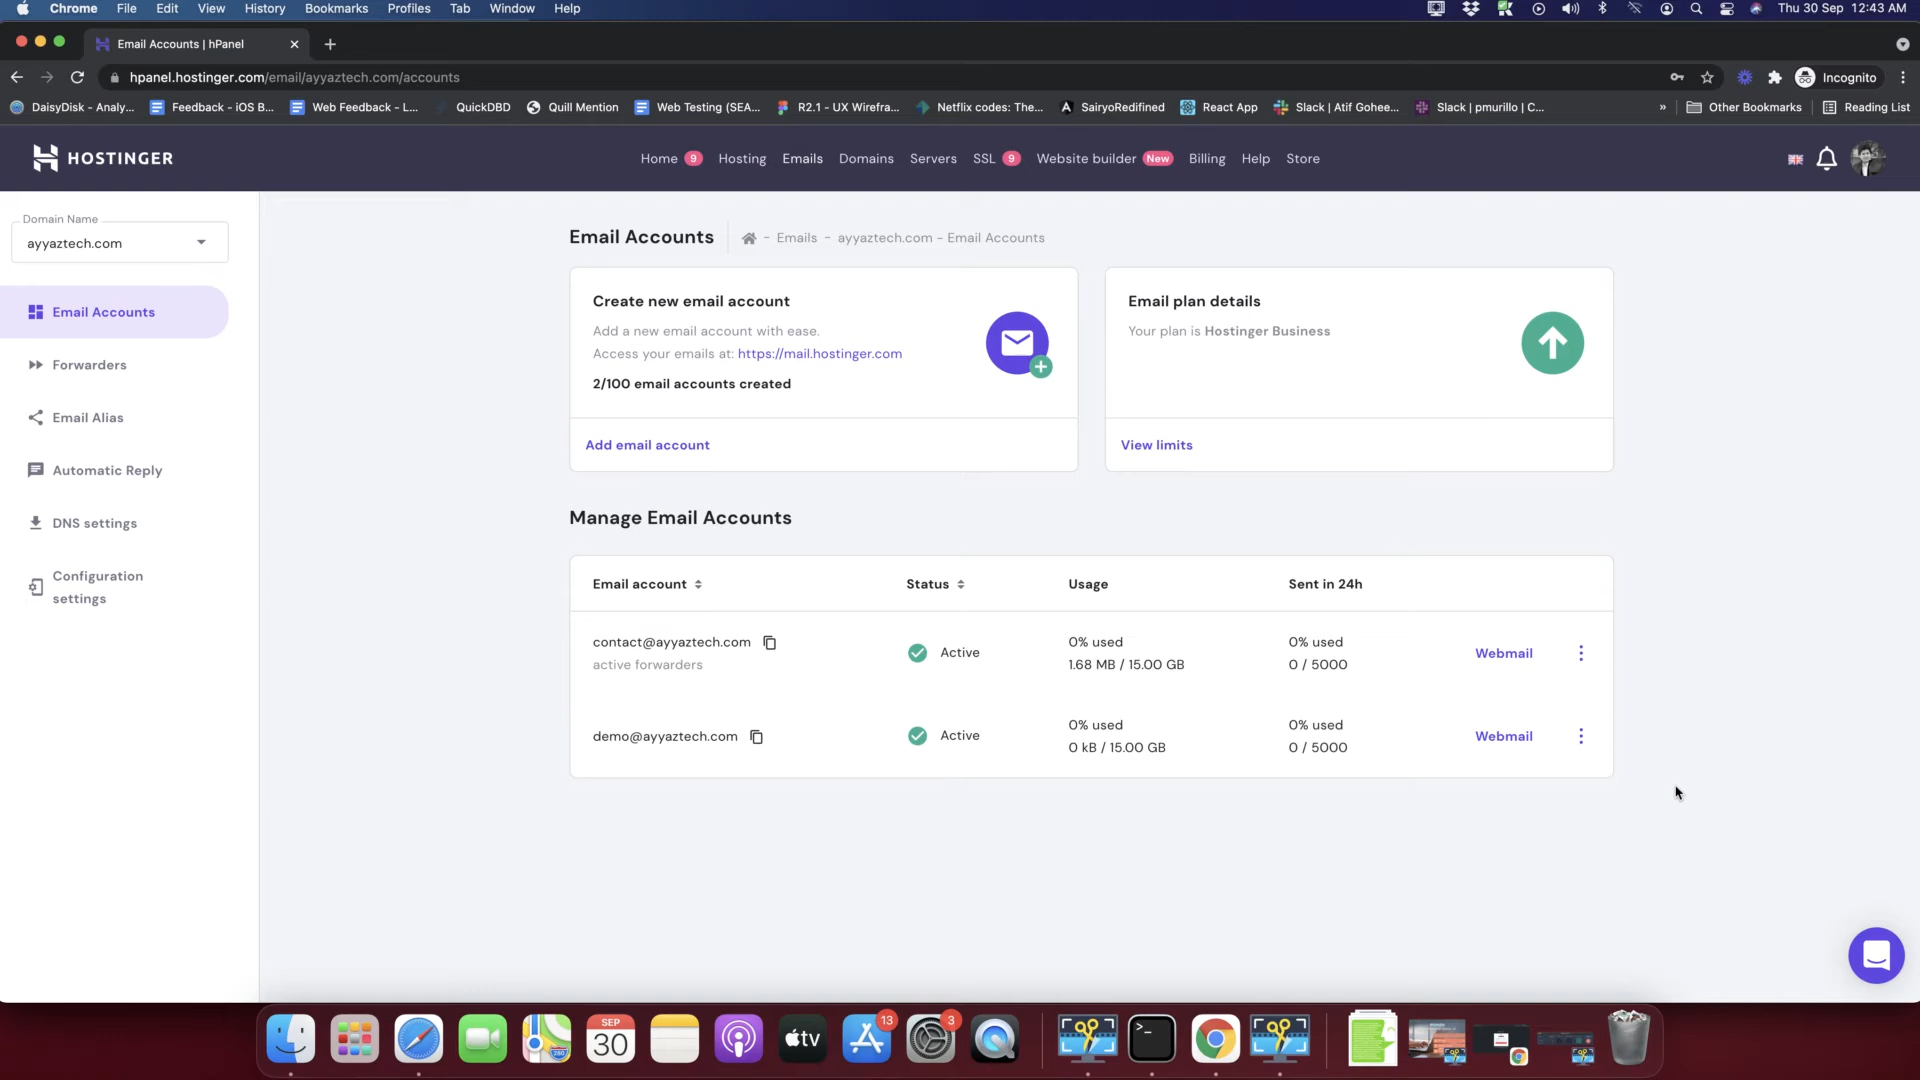 Chrome File Edit View History Bookmarks Profiles Tab Window Help
Thu 30 Sep 12:43 AM
Email Accounts | hPanel
hpanel.hostinger.com/email/ayyaztech.com/accounts
Incognito
DaisyDisk - Analy... Feedback - iOS B... Web Feedback - L... QuickDBD Quill Mention Web Testing (SEA... R2.1 - UX Wirefra... Netflix codes: The... SairyoRedifined React App Slack | Atif Gohee... Slack | pmurillo | C... » Other Bookmarks Reading List
HOSTINGER
Home 9 Hosting Emails Domains Servers SSL 9 Website builder New Billing Help Store
Domain Name
ayyaztech.com
Email Accounts
Forwarders
Email Alias
Automatic Reply
DNS settings
Configuration
settings
Email Accounts
- Emails - ayyaztech.com - Email Accounts
Create new email account
Add a new email account with ease.
Access your emails at: https://mail.hostinger.com
2/100 email accounts created
Add email account
Email plan details
Your plan is Hostinger Business
View limits
Manage Email Accounts
Email account Status Usage Sent in 24h
contact@ayyaztech.com
active forwarders
Active
0% used
1.68 MB / 15.00 GB
0% used
0 / 5000
Webmail
demo@ayyaztech.com
Active
0% used
0 kB / 15.00 GB
0% used
0 / 5000
Webmail
SEP
30
280
tv
13
3
>_